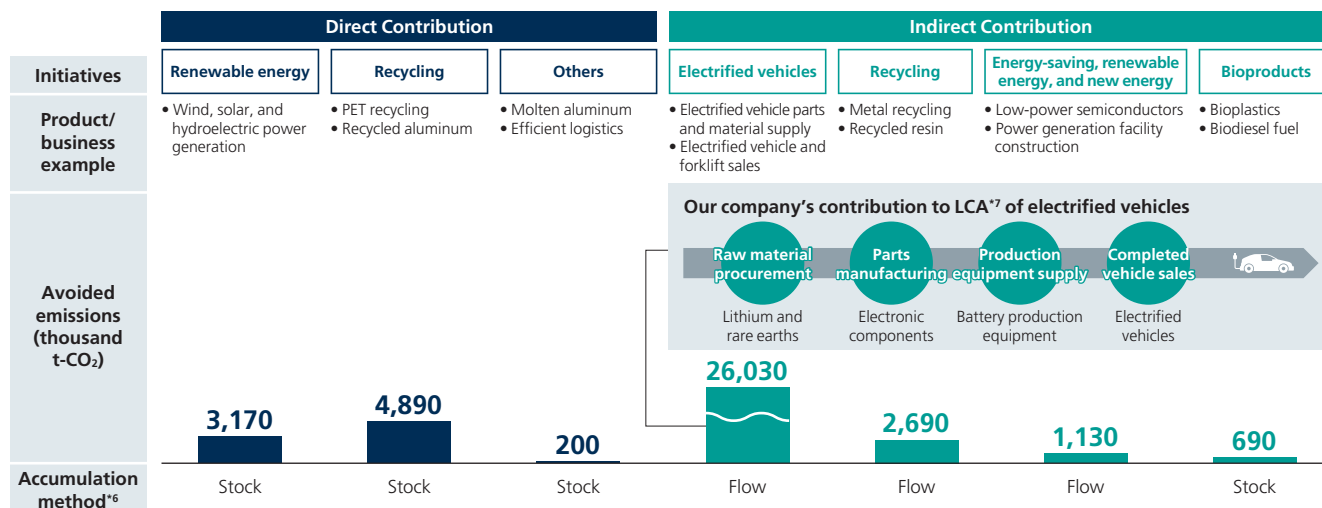 Direct Contribution
Indirect Contribution
Initiatives
Renewable energy
Recycling
Others
Electrified vehicles
Recycling
Energy-saving, renewable
energy, and new energy
Bioproducts
Product/
business
example
• Wind, solar, and
hydroelectric power
generation
• PET recycling
• Recycled aluminum
• Molten aluminum
• Efficient logistics
• Electrified vehicle parts
and material supply
• Electrified vehicle and
forklift sales
• Metal recycling
• Recycled resin
• Low-power semiconductors
• Power generation facility
construction
• Bioplastics
• Biodiesel fuel
Avoided
emissions
(thousand
t-CO₂)
Our company's contribution to LCA*7 of electrified vehicles
Raw material
procurement
Parts
manufacturing
Production
equipment supply
Completed
vehicle sales
Lithium and
rare earths
Electronic
components
Battery production
equipment
Electrified
vehicles
3,170
4,890
200
26,030
2,690
1,130
690
Accumulation
method*6
Stock
Stock
Stock
Flow
Flow
Flow
Stock